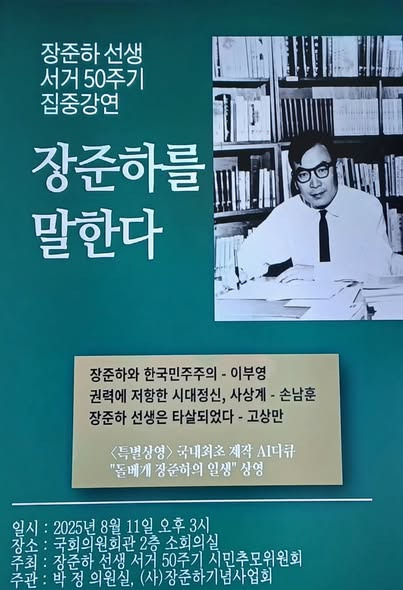 장준하 선생
서거 50주기
집중강연
장준하를
말한다
장준하와 한국민주주의 - 이부영
권력에 저항한 시대정신, 사상계 - 손남훈
장준하 선생은 타살되었다 - 고상만
〈특별상영〉 국내최초 제작 AI다큐
"돌베개 장준하의 일생" 상영
일시 : 2025년 8월 11일 오후 3시
장소 : 국회의원회관 2층 소회의실
주최 : 장준하 선생 서거 50주기 시민추모위원회
주관 : 박 정 의원실, (사)장준하기념사업회